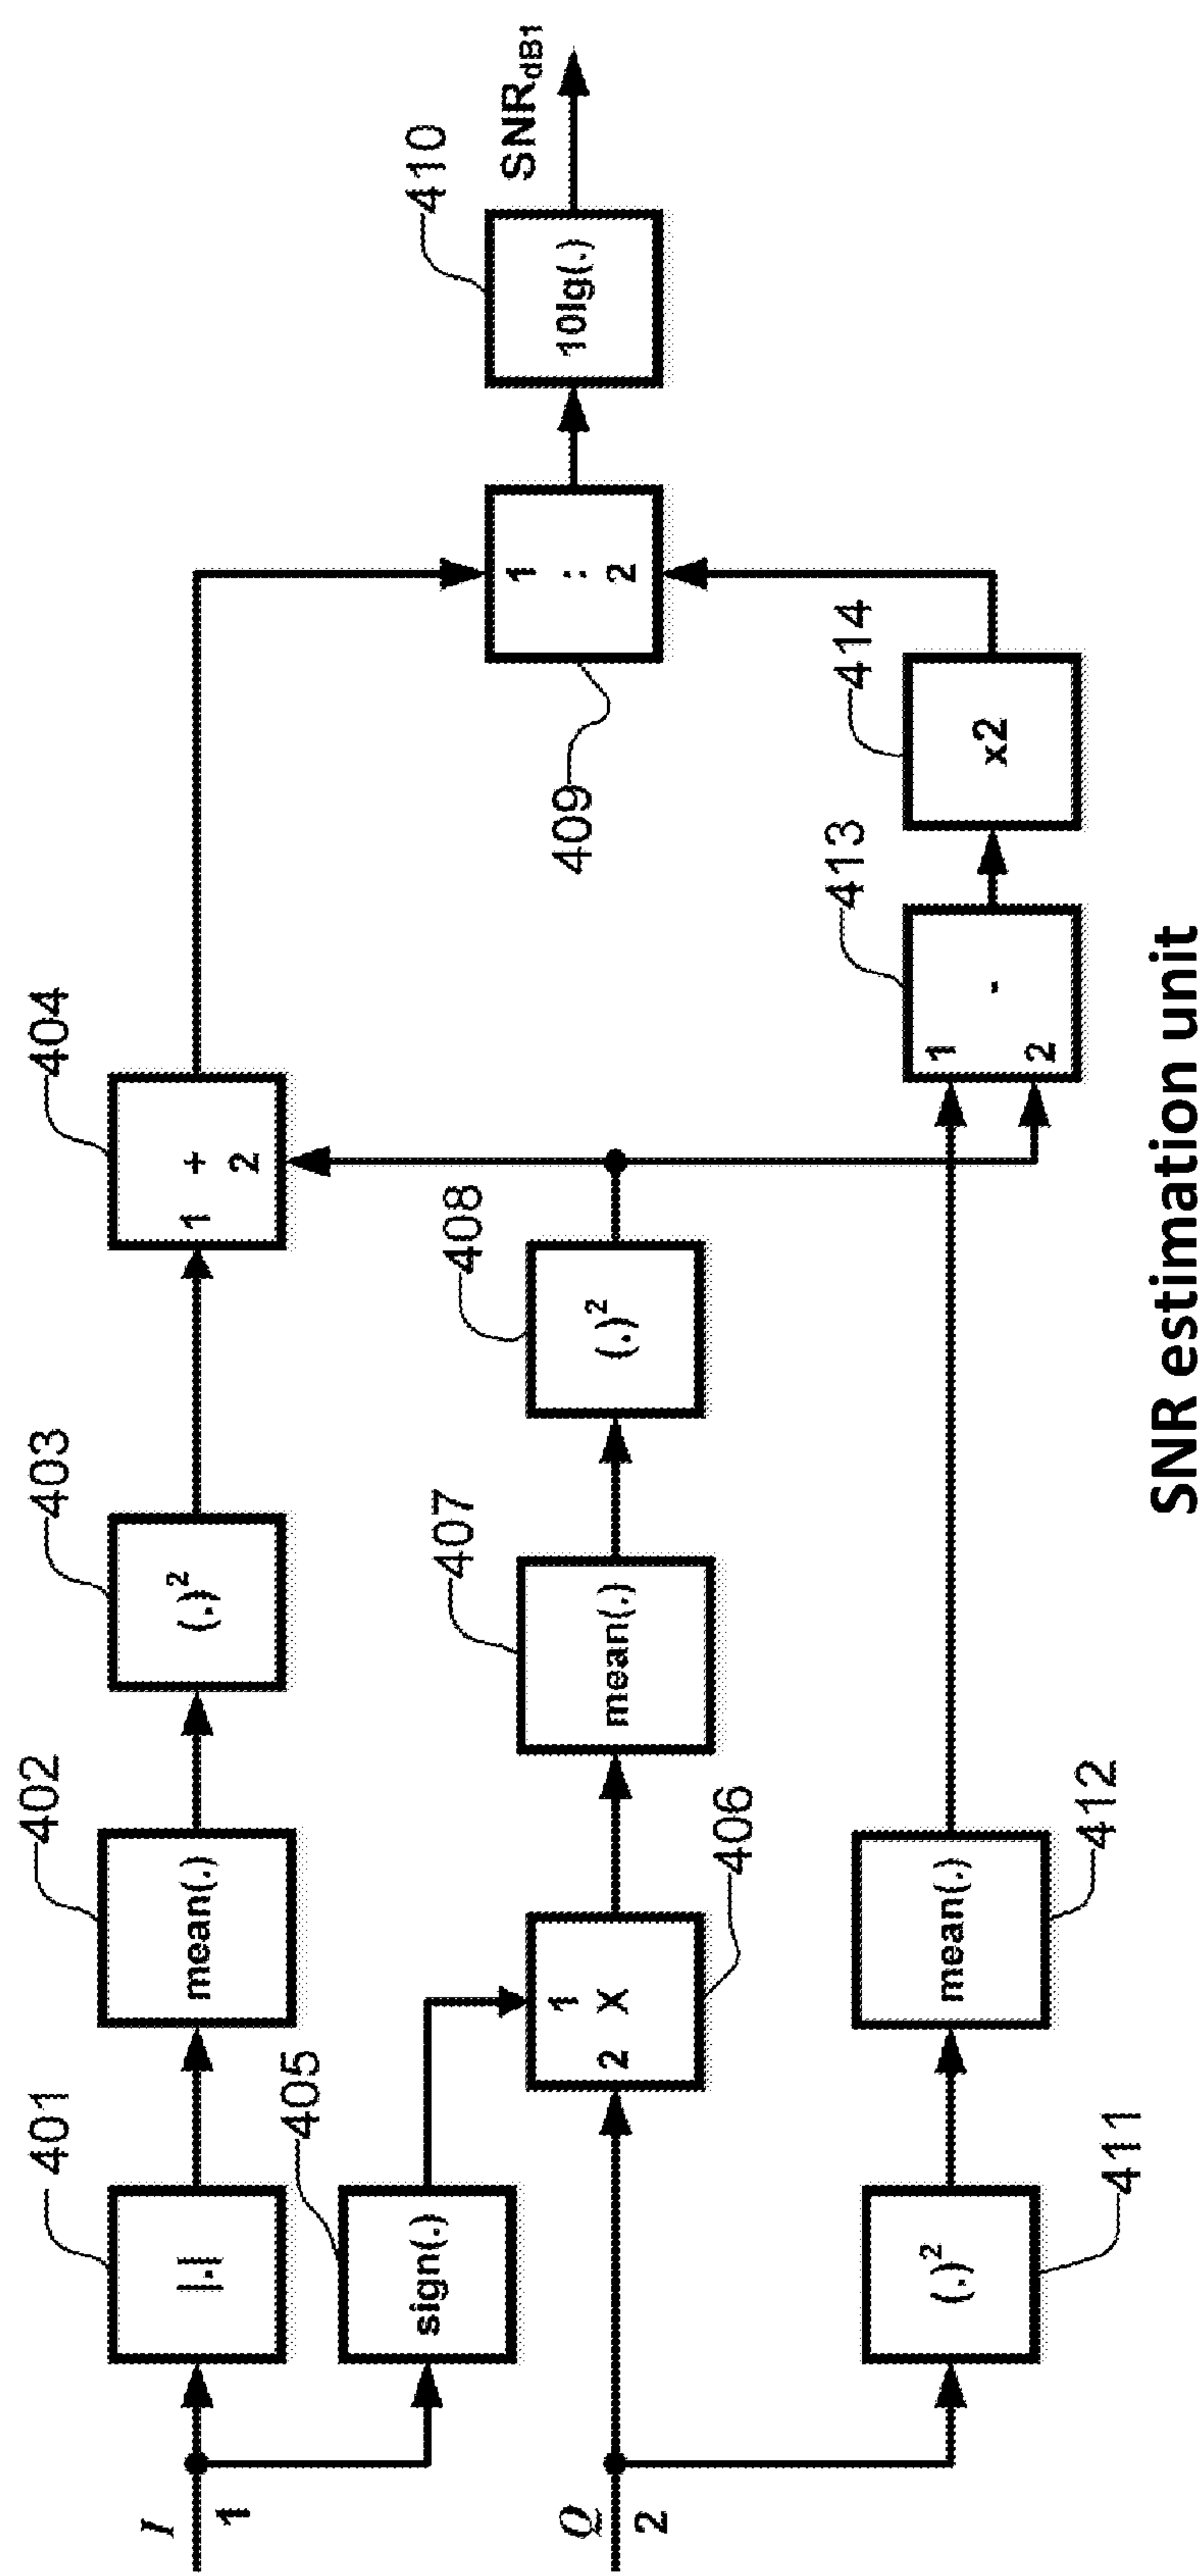 I
1
401
|.|
402
mean(.)
403
(.)²
404
1 + 2
405
sign(.)
Q
2
406
1
2 X
407
mean(.)
408
(.)²
409
1
:
2
410
10lg(.)
SNRdB1
411
(.)²
412
mean(.)
413
1
-
2
414
x2
SNR estimation unit